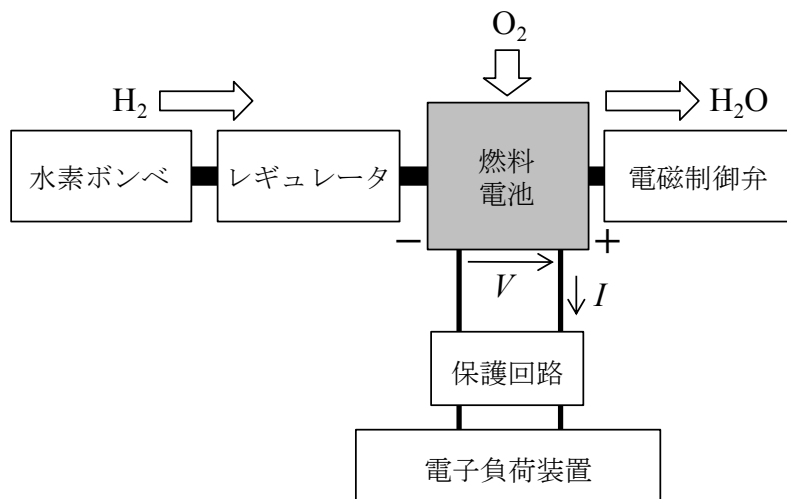 O₂
H₂
H₂O
水素ボンベ
レギュレータ
燃料
電池
電磁制御弁
−
+
V
I
保護回路
電子負荷装置